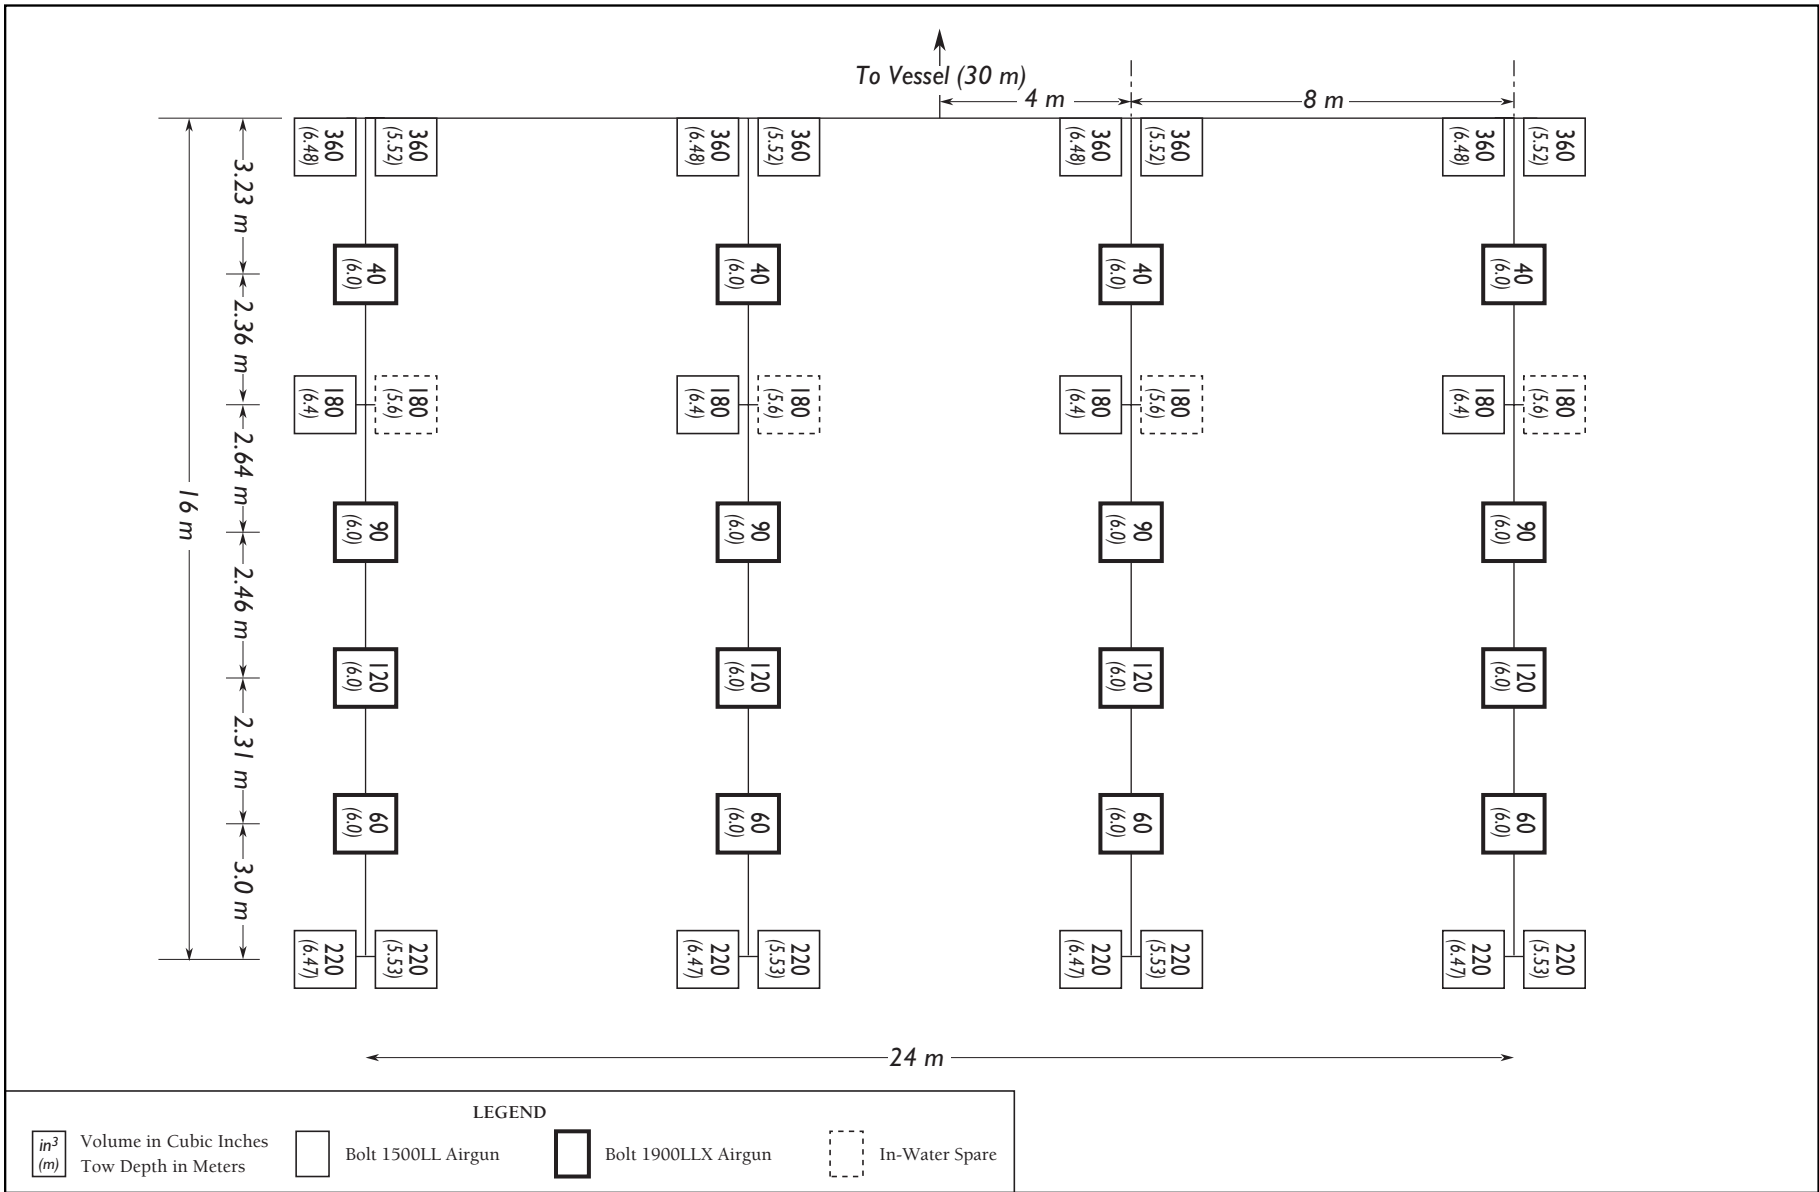 To Vessel (30 m)
4 m
8 m
360 (6.48)
360 (5.52)
360 (6.48)
360 (5.52)
360 (6.48)
360 (5.52)
360 (6.48)
360 (5.52)
3.23 m
40 (6.0)
40 (6.0)
40 (6.0)
40 (6.0)
2.36 m
180 (6.4)
180 (5.6)
180 (6.4)
180 (5.6)
180 (6.4)
180 (5.6)
180 (6.4)
180 (5.6)
2.64 m
16 m
90 (6.0)
90 (6.0)
90 (6.0)
90 (6.0)
2.46 m
120 (6.0)
120 (6.0)
120 (6.0)
120 (6.0)
2.31 m
60 (6.0)
60 (6.0)
60 (6.0)
60 (6.0)
3.0 m
220 (6.47)
220 (5.53)
220 (6.47)
220 (5.53)
220 (6.47)
220 (5.53)
220 (6.47)
220 (5.53)
24 m
LEGEND
in³
(m)
Volume in Cubic Inches
Tow Depth in Meters
Bolt 1500LL Airgun
Bolt 1900LLX Airgun
In-Water Spare